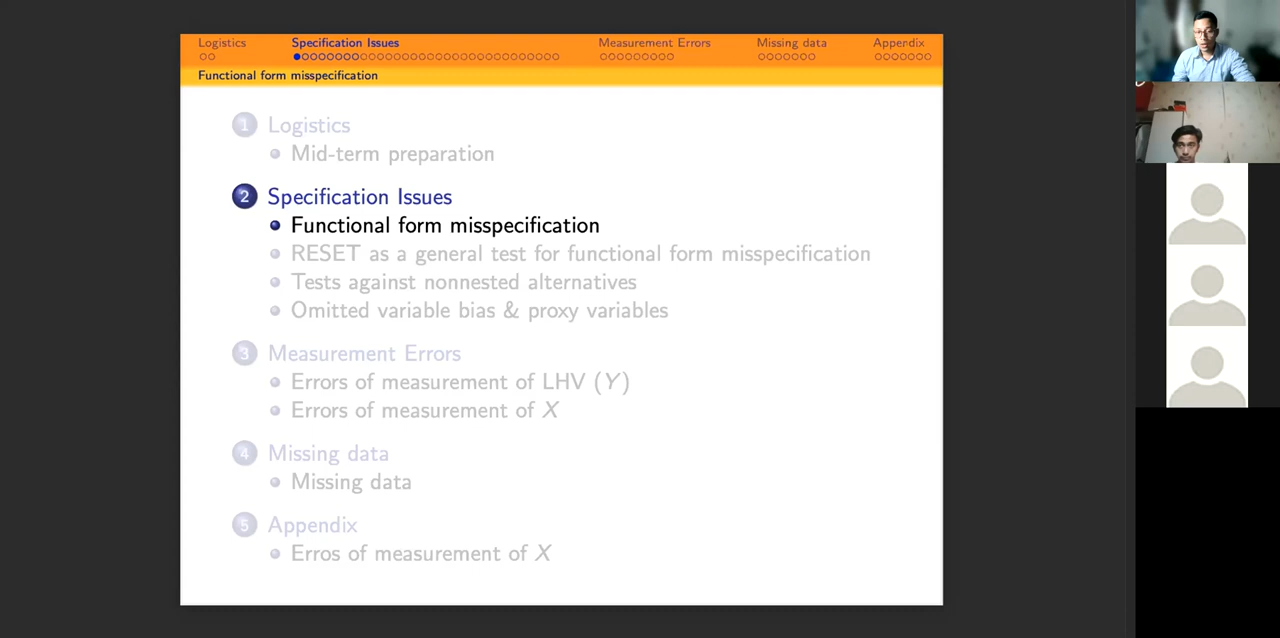 Logistics Specification Issues Measurement Errors Missing data Appendix
Functional form misspecification
1 Logistics
Mid-term preparation
2 Specification Issues
Functional form misspecification
RESET as a general test for functional form misspecification
Tests against nonnested alternatives
Omitted variable bias & proxy variables
3 Measurement Errors
Errors of measurement of LHV (Y)
Errors of measurement of X
4 Missing data
Missing data
5 Appendix
Erros of measurement of X